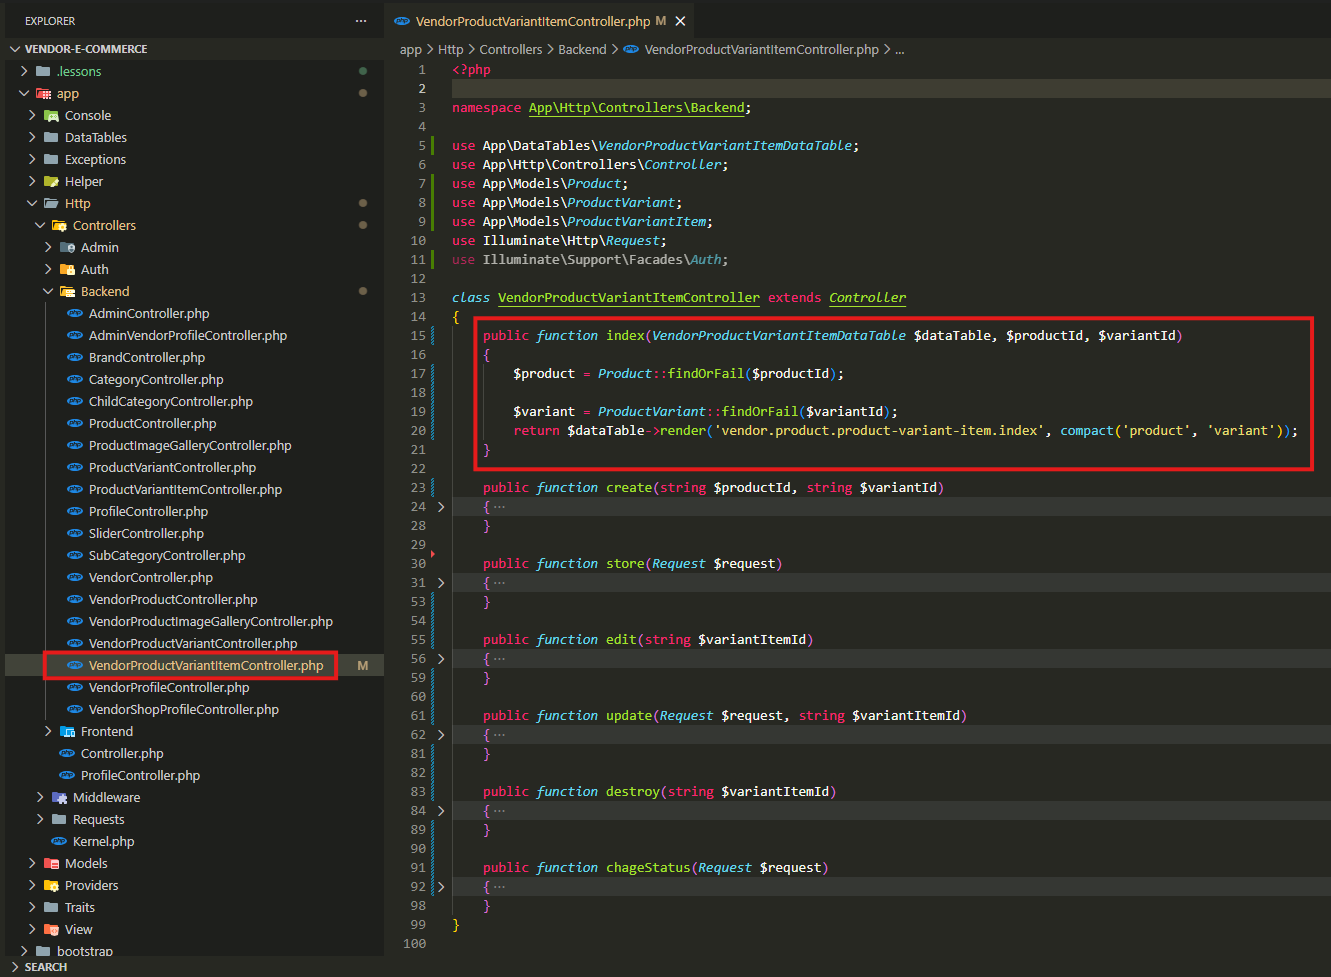 EXPLORER
VENDOR-E-COMMERCE
.lessons
app
Console
DataTables
Exceptions
Helper
Http
Controllers
Admin
Auth
Backend
AdminController.php
AdminVendorProfileController.php
BrandController.php
CategoryController.php
ChildCategoryController.php
ProductController.php
ProductImageGalleryController.php
ProductVariantController.php
ProductVariantItemController.php
ProfileController.php
SliderController.php
SubCategoryController.php
VendorController.php
VendorProductController.php
VendorProductImageGalleryController.php
VendorProductVariantController.php
VendorProductVariantItemController.php M
VendorProfileController.php
VendorShopProfileController.php
Frontend
Controller.php
ProfileController.php
Middleware
Requests
Kernel.php
Models
Providers
Traits
View
bootstrap
SEARCH
VendorProductVariantItemController.php M
app > Http > Controllers > Backend > VendorProductVariantItemController.php > ...
1 <?php
2
3 namespace App\Http\Controllers\Backend;
4
5 use App\DataTables\VendorProductVariantItemDataTable;
6 use App\Http\Controllers\Controller;
7 use App\Models\Product;
8 use App\Models\ProductVariant;
9 use App\Models\ProductVariantItem;
10 use Illuminate\Http\Request;
11 use Illuminate\Support\Facades\Auth;
12
13 class VendorProductVariantItemController extends Controller
14 {
15 public function index(VendorProductVariantItemDataTable $dataTable, $productId, $variantId)
16 {
17 $product = Product::findOrFail($productId);
18
19 $variant = ProductVariant::findOrFail($variantId);
20 return $dataTable->render('vendor.product.product-variant-item.index', compact('product', 'variant'));
21 }
22
23 public function create(string $productId, string $variantId)
24 { ...
28 }
29
30 public function store(Request $request)
31 { ...
53 }
54
55 public function edit(string $variantItemId)
56 { ...
59 }
60
61 public function update(Request $request, string $variantItemId)
62 { ...
81 }
82
83 public function destroy(string $variantItemId)
84 { ...
89 }
90
91 public function chageStatus(Request $request)
92 { ...
98 }
99 }
100